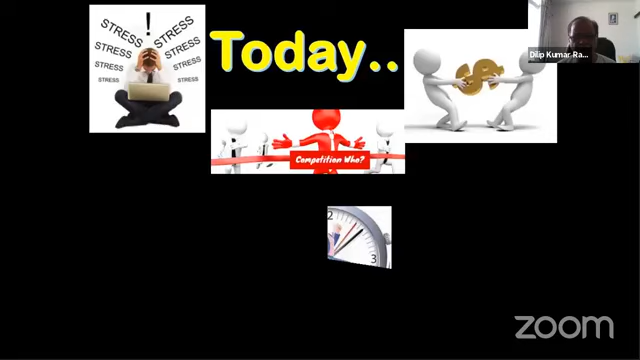 STRESS ! STRESS
STRESS STRESS
STRESS STRESS
STRESS STRESS
Today..
Competition Who?
2
3
Dilip Kumar Ra...
zoom